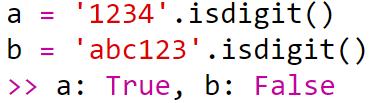 a = '1234'.isdigit()
b = 'abc123'.isdigit()
>> a: True, b: False